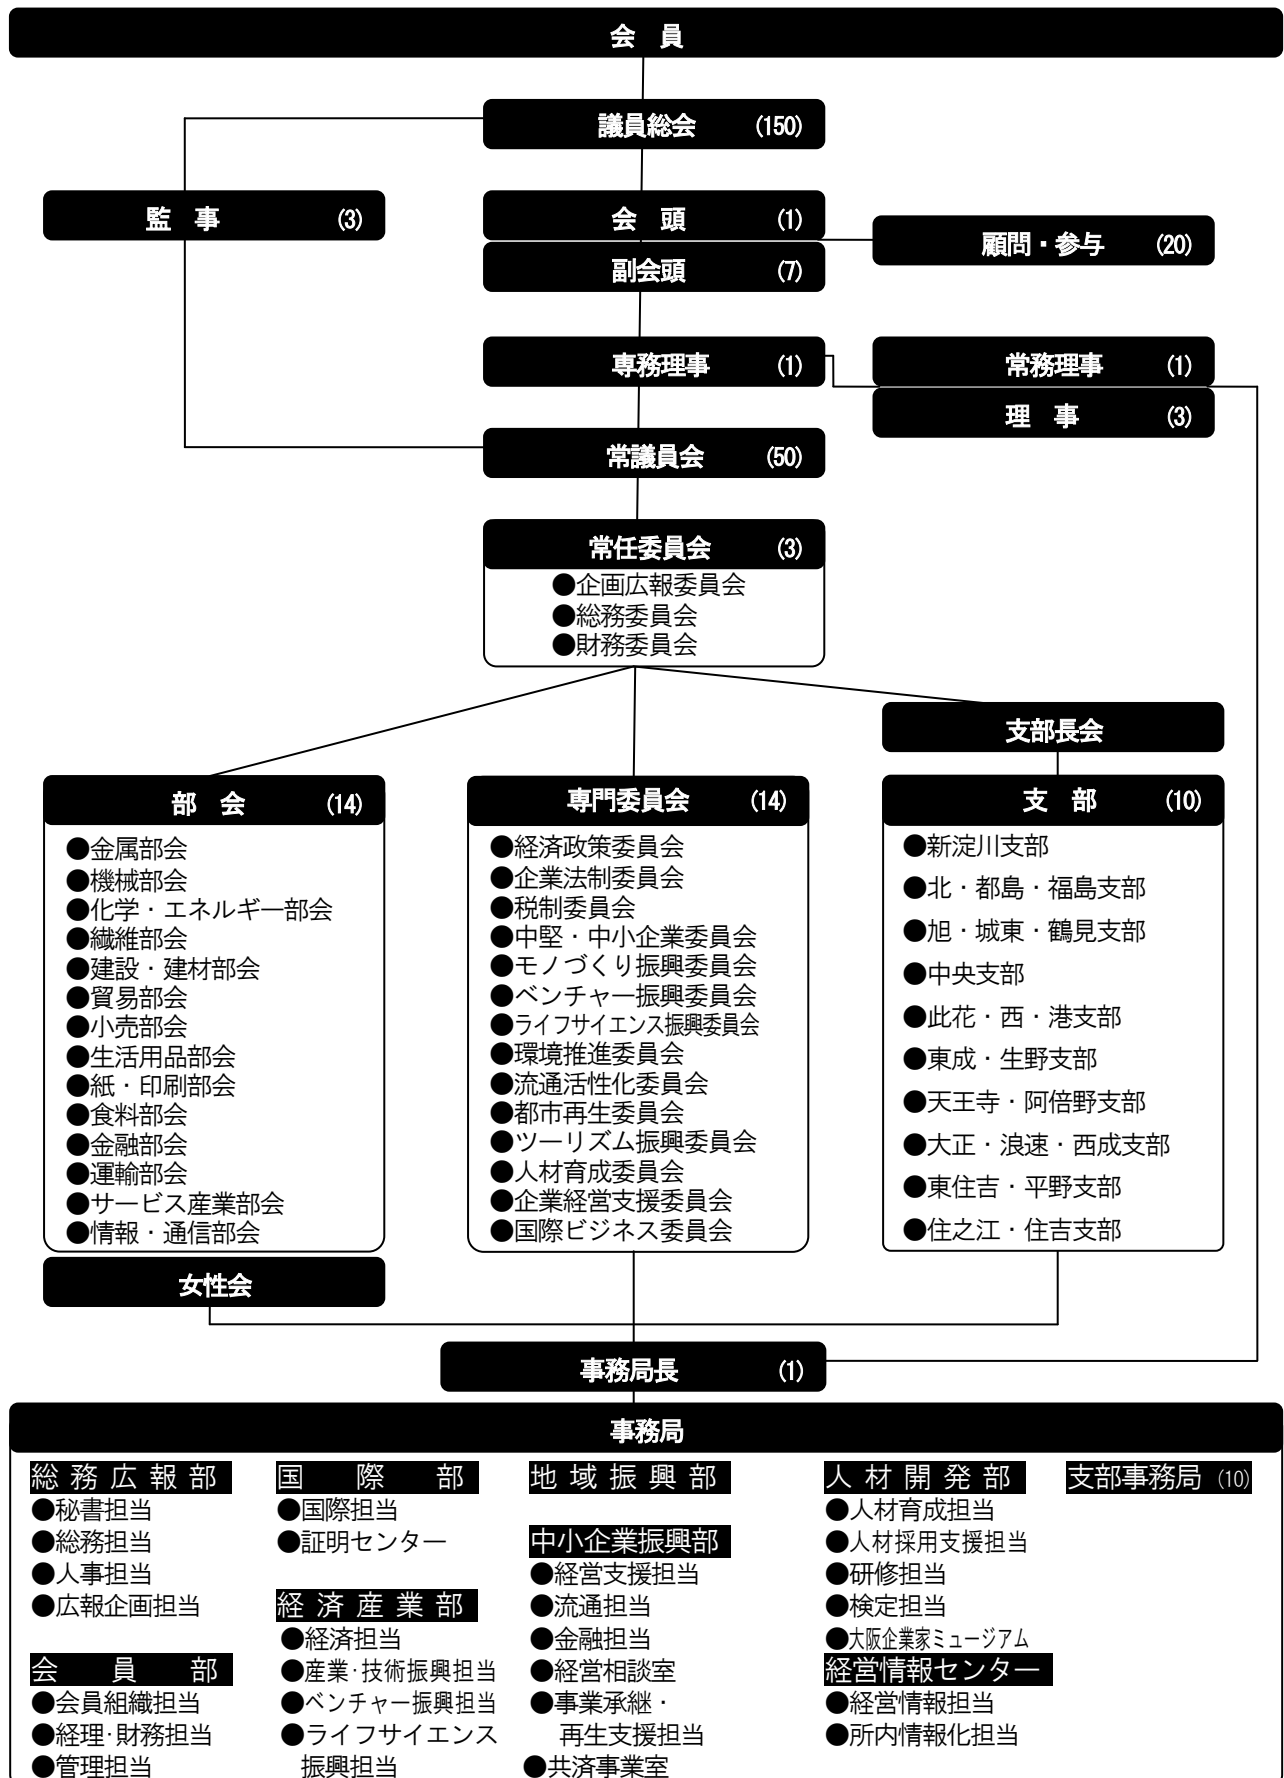 会　員
議員総会 (150)
監　事 (3)
会　頭 (1)
副会頭 (7)
顧問・参与 (20)
専務理事 (1)
常務理事 (1)
理　事 (3)
常議員会 (50)
常任委員会 (3)
●企画広報委員会
●総務委員会
●財務委員会
支部長会
部　会 (14)
●金属部会
●機械部会
●化学・エネルギー部会
●繊維部会
●建設・建材部会
●貿易部会
●小売部会
●生活用品部会
●紙・印刷部会
●食料部会
●金融部会
●運輸部会
●サービス産業部会
●情報・通信部会
女性会
専門委員会 (14)
●経済政策委員会
●企業法制委員会
●税制委員会
●中堅・中小企業委員会
●モノづくり振興委員会
●ベンチャー振興委員会
●ライフサイエンス振興委員会
●環境推進委員会
●流通活性化委員会
●都市再生委員会
●ツーリズム振興委員会
●人材育成委員会
●企業経営支援委員会
●国際ビジネス委員会
支　部 (10)
●新淀川支部
●北・都島・福島支部
●旭・城東・鶴見支部
●中央支部
●此花・西・港支部
●東成・生野支部
●天王寺・阿倍野支部
●大正・浪速・西成支部
●東住吉・平野支部
●住之江・住吉支部
事務局長 (1)
事務局
総務広報部
●秘書担当
●総務担当
●人事担当
●広報企画担当
会　員　部
●会員組織担当
●経理・財務担当
●管理担当
国　際　部
●国際担当
●証明センター
経済産業部
●経済担当
●産業・技術振興担当
●ベンチャー振興担当
●ライフサイエンス
振興担当
地域振興部
中小企業振興部
●経営支援担当
●流通担当
●金融担当
●経営相談室
●事業承継・
再生支援担当
●共済事業室
人材開発部
●人材育成担当
●人材採用支援担当
●研修担当
●検定担当
●大阪企業家ミュージアム
経営情報センター
●経営情報担当
●所内情報化担当
支部事務局 (10)